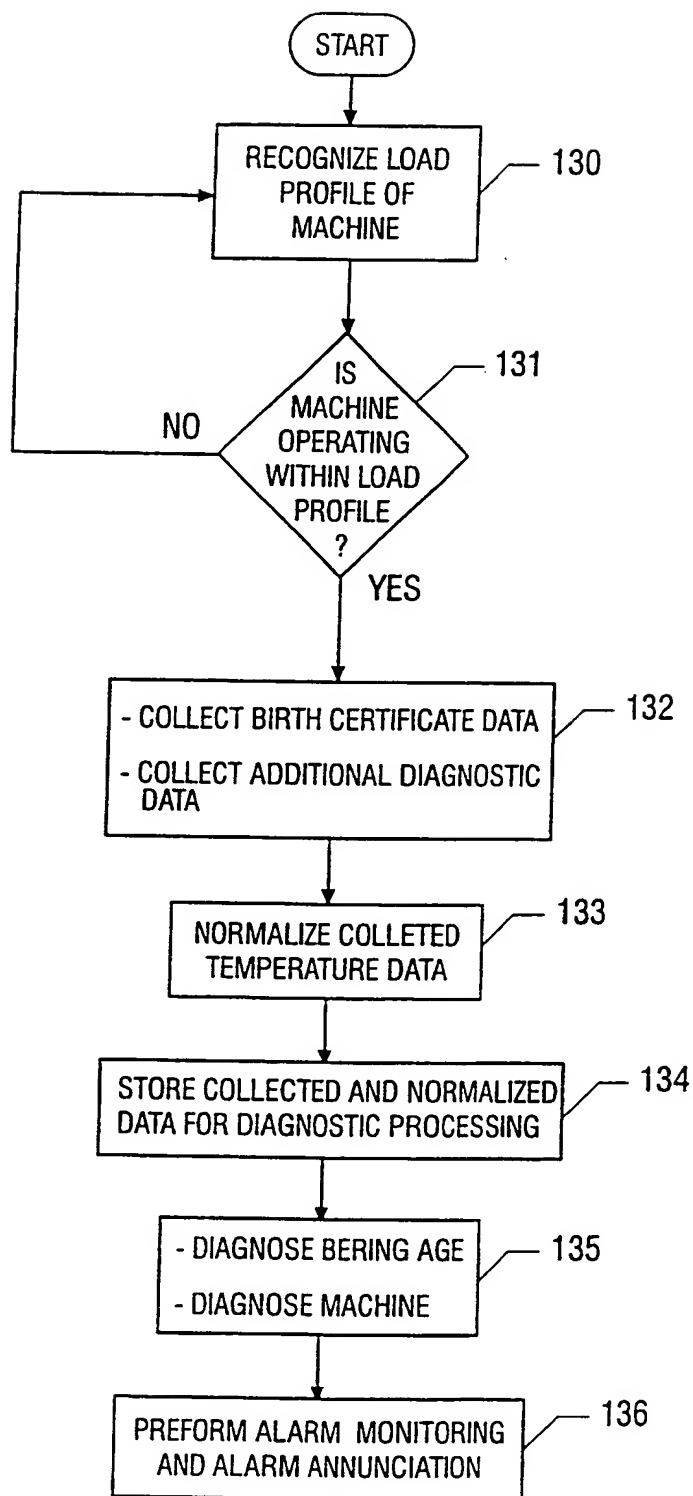 START
RECOGNIZE LOAD
PROFILE OF
MACHINE
130
IS
MACHINE
OPERATING
WITHIN LOAD
PROFILE
?
131
NO
YES
- COLLECT BIRTH CERTIFICATE DATA
- COLLECT ADDITIONAL DIAGNOSTIC
DATA
132
NORMALIZE COLLETED
TEMPERATURE DATA
133
STORE COLLECTED AND NORMALIZED
DATA FOR DIAGNOSTIC PROCESSING
134
- DIAGNOSE BERING AGE
- DIAGNOSE MACHINE
135
PREFORM ALARM MONITORING
AND ALARM ANNUNCIATION
136